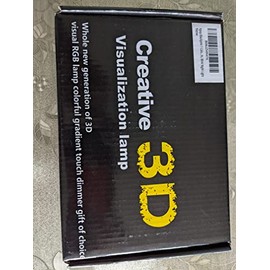 Creative 3D
Visualization lamp
Whole new generation of 3D
visual RGB lamp colorful gradient touch dimmer gift of choice